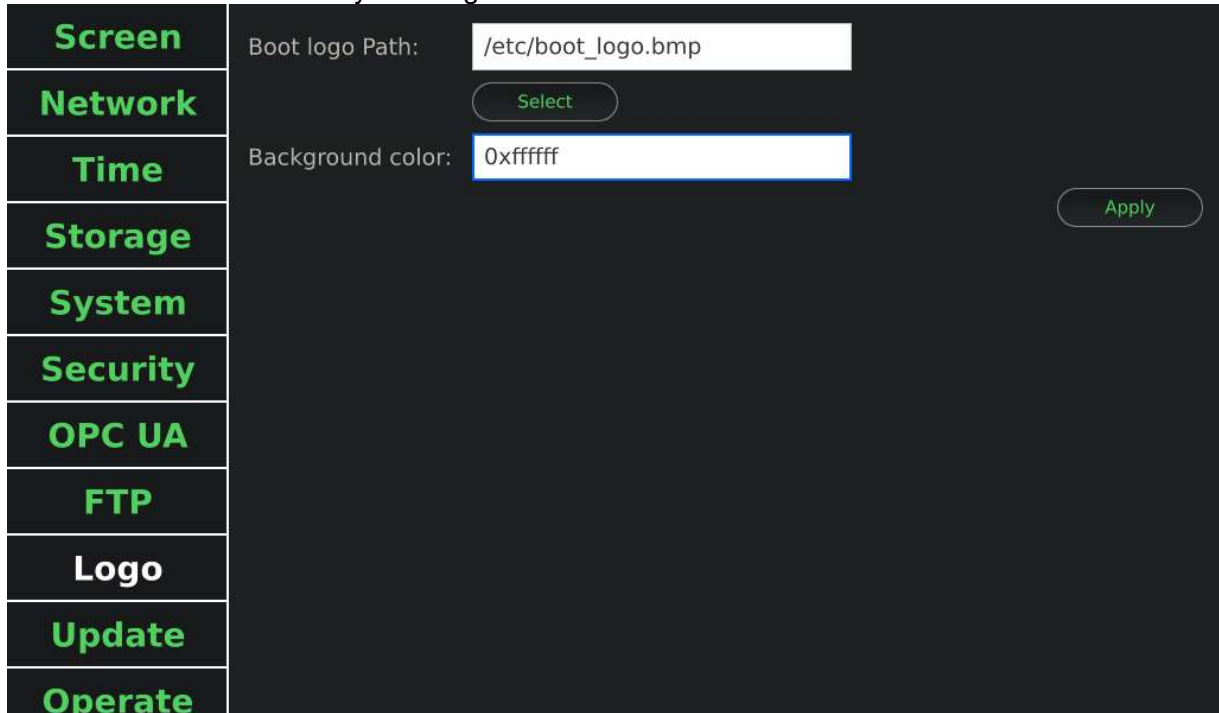 Screen
Network
Time
Storage
System
Security
OPC UA
FTP
Logo
Update
Operate
Boot logo Path: /etc/boot_logo.bmp
Select
Background color: 0xffffff
Apply